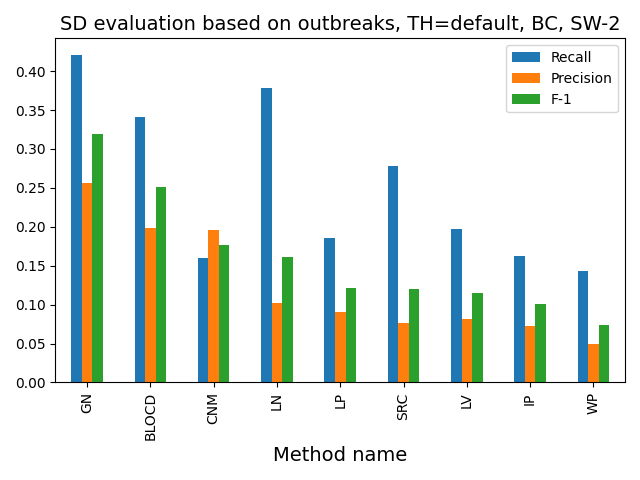 SD evaluation based on outbreaks, TH=default, BC, SW-2
Recall
Precision
F-1
0.40
0.35
0.30
0.25
0.20
0.15
0.10
0.05
0.00
GN
BLOCD
CNM
LN
LP
SRC
LV
IP
WP
Method name